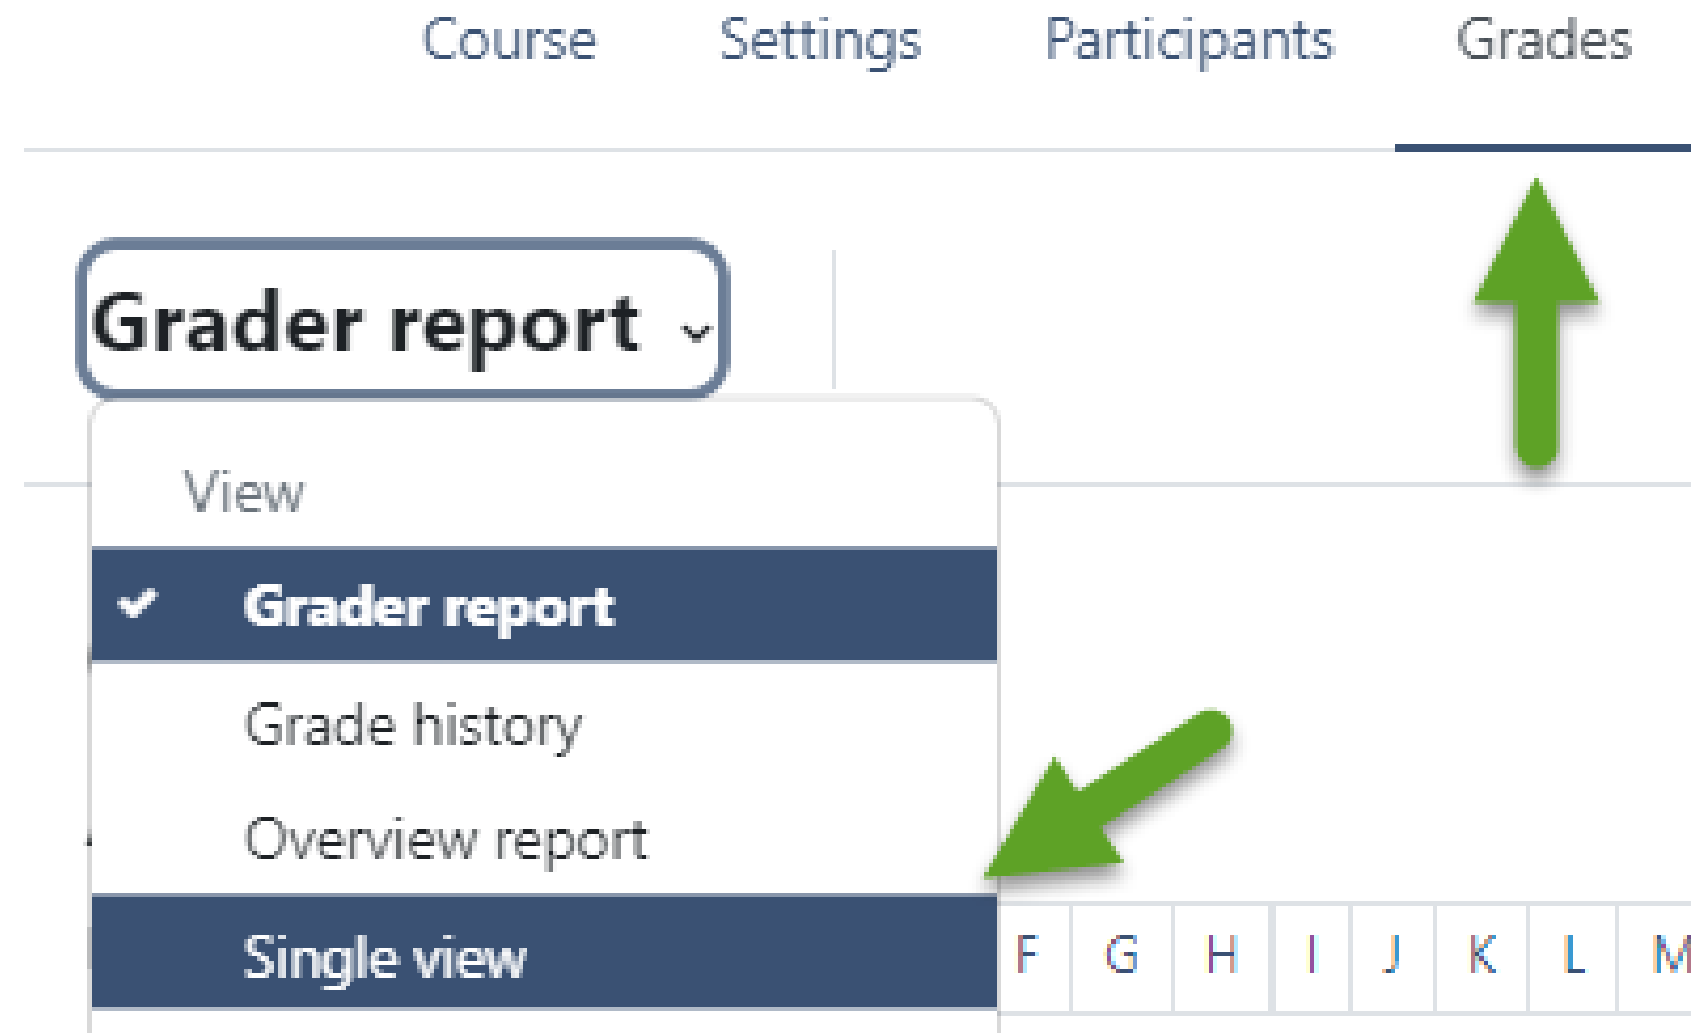 Course Settings Participants Grades
Grader report
View
Grader report
Grade history
Overview report
Single view
F G H I J K L M